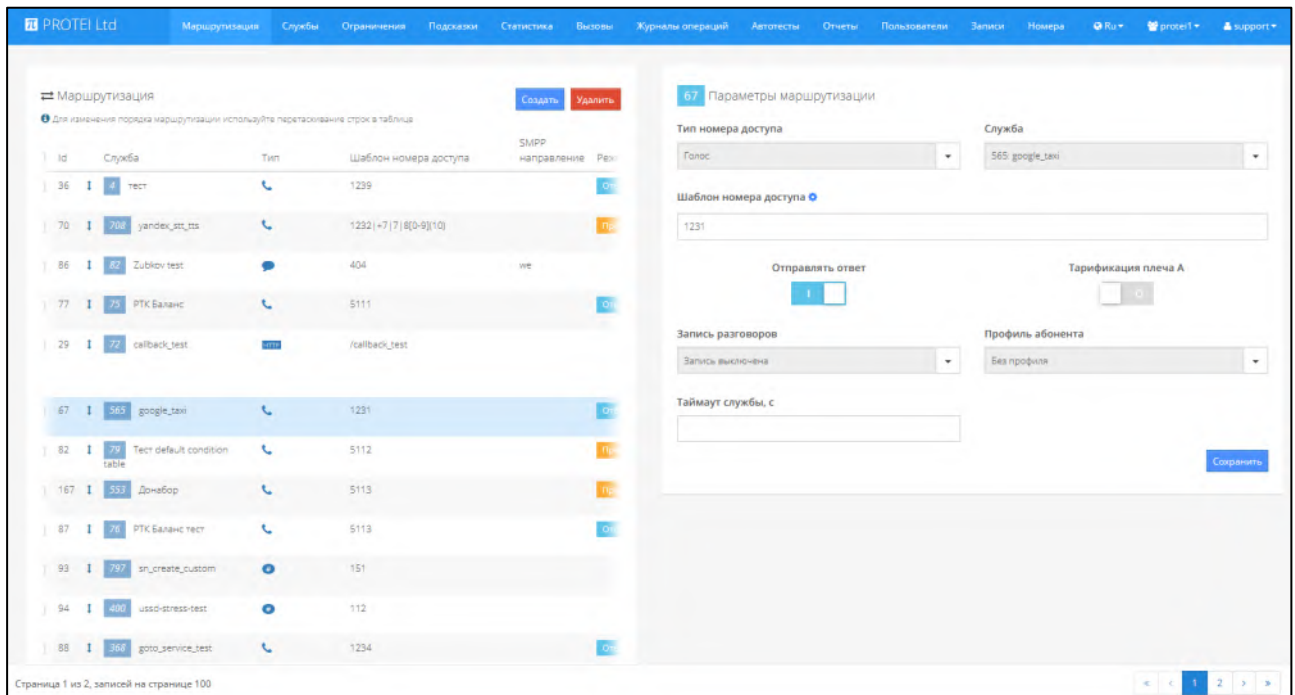 PROTEI Ltd Маршрутизация Службы Ограничения Подсказки Статистика Вызовы Журналы операций Автотесты Отчеты Пользователи Записи Номера Ru protei1 support
Маршрутизация Создать Удалить
Для изменения порядка маршрутизации используйте перетаскивание строк в таблице
Id Служба Тип Шаблон номера доступа SMPP направление
36 4 тест 1239
70 708 yandex_stt_tts 1232|+7|7|8[0-9]{10}
86 82 Zubkov test 404 we
77 75 РТК Баланс 5111
29 72 callback_test HTTP /callback_test
67 565 google_taxi 1231
82 79 Тест default condition table 5112
167 553 Донабор 5113
87 76 РТК Баланс тест 5113
93 797 sn_create_custom 151
94 400 ussd-stress-test 112
88 368 goto_service_test 1234
Страница 1 из 2, записей на странице 100
67 Параметры маршрутизации
Тип номера доступа Служба
Голос 565: google_taxi
Шаблон номера доступа
1231
Отправлять ответ Тарификация плеча А
I O
Запись разговоров Профиль абонента
Запись выключена Без профиля
Таймаут службы, с
Сохранить
« ‹ 1 2 › »